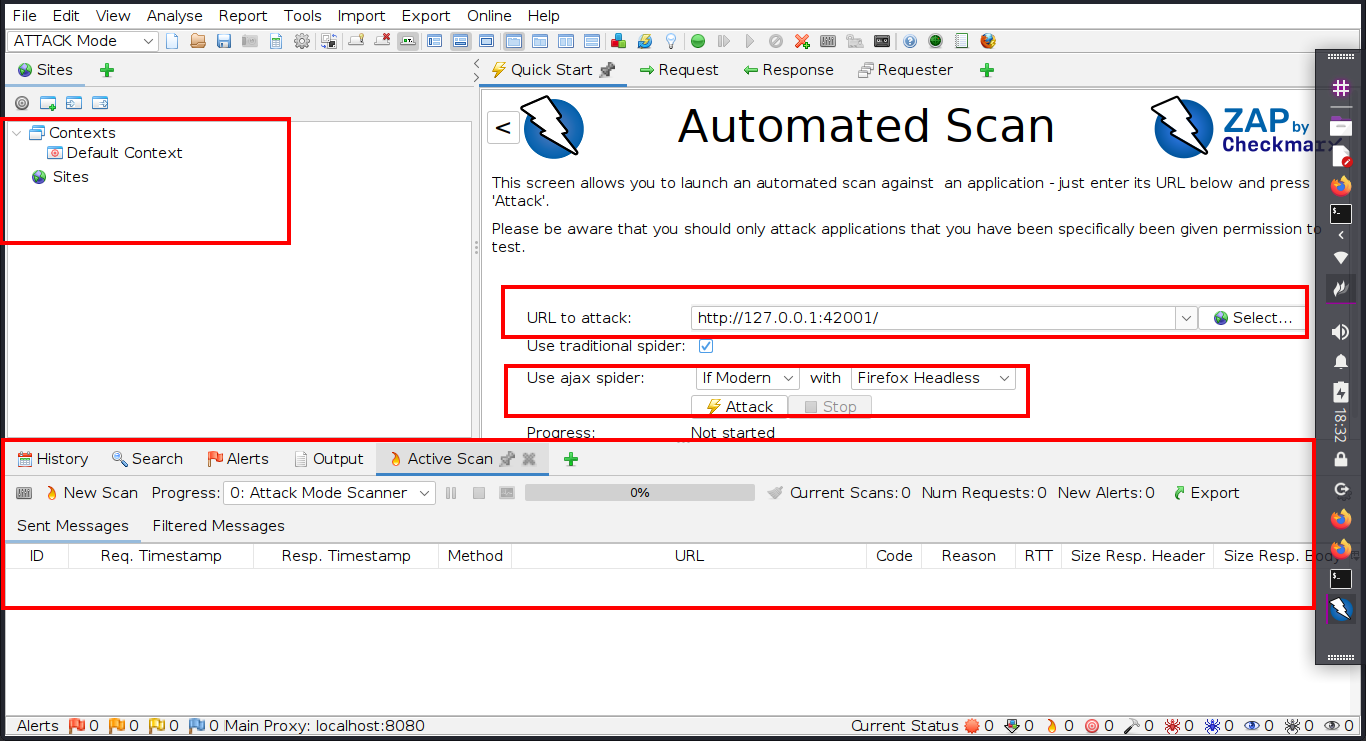 File Edit View Analyse Report Tools Import Export Online Help
ATTACK Mode
Sites
Quick Start Request Response Requester
Contexts
Default Context
Sites
<
Automated Scan
ZAP by
Checkmarx
This screen allows you to launch an automated scan against an application - just enter its URL below and press
'Attack'.
Please be aware that you should only attack applications that you have been specifically been given permission to
test.
URL to attack: http://127.0.0.1:42001/ Select...
Use traditional spider:
Use ajax spider: If Modern with Firefox Headless
Attack Stop
Progress: Not started
18:32
History Search Alerts Output Active Scan
New Scan Progress: 0: Attack Mode Scanner 0% Current Scans: 0 Num Requests: 0 New Alerts: 0 Export
Sent Messages Filtered Messages
ID Req. Timestamp Resp. Timestamp Method URL Code Reason RTT Size Resp. Header Size Resp. Body
Alerts 0 0 0 0 Main Proxy: localhost:8080 Current Status 0 0 0 0 0 0 0 0 0 0